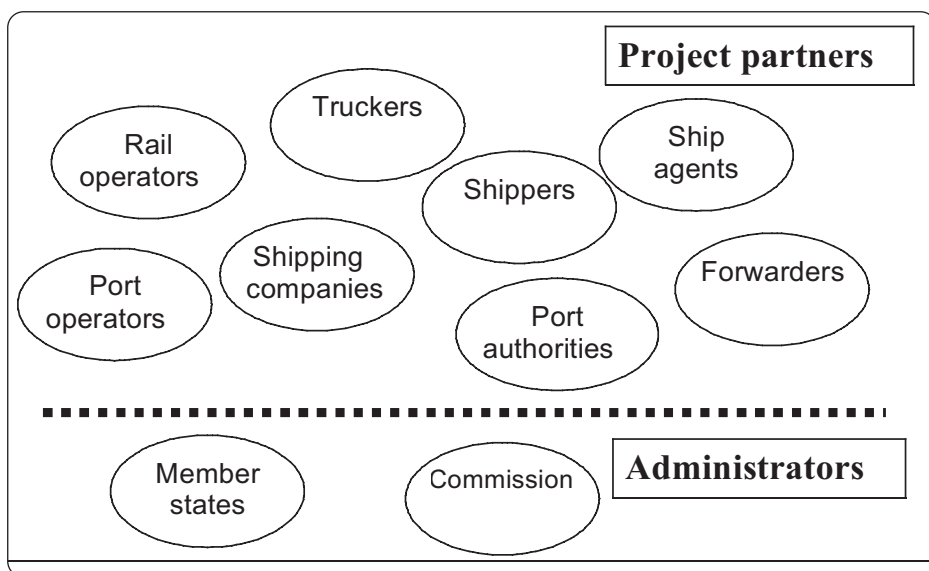 Project partners
Truckers
Rail
operators
Ship
agents
Shippers
Shipping
companies
Forwarders
Port
operators
Port
authorities
Administrators
Member
states
Commission